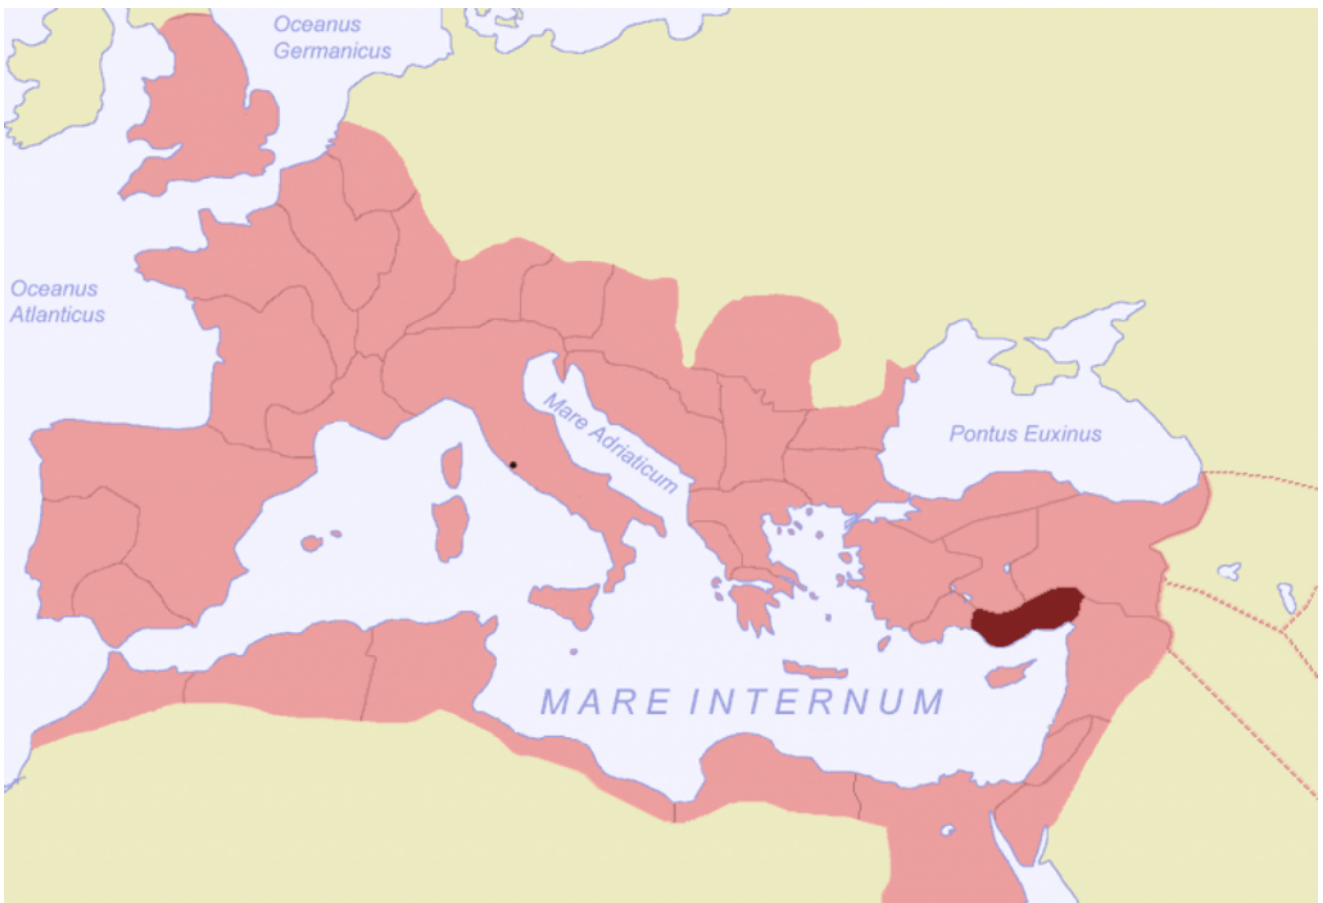 Oceanus
Germanicus
Oceanus
Atlanticus
Mare Adriaticum
Pontus Euxinus
MARE INTERNUM